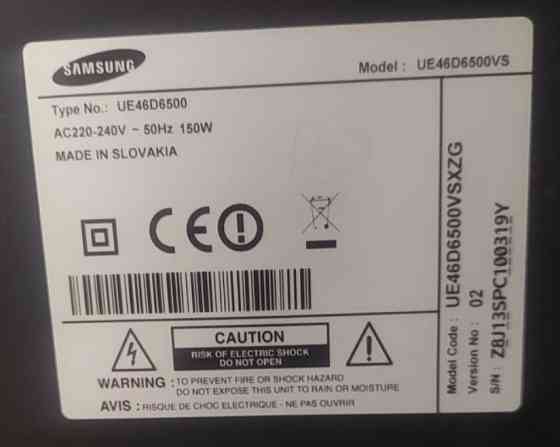 SAMSUNG
Model : UE46D6500VS
Type No.: UE46D6500
AC220-240V ~ 50Hz 150W
MADE IN SLOVAKIA
CE
CAUTION
RISK OF ELECTRIC SHOCK
DO NOT OPEN
WARNING : TO PREVENT FIRE OR SHOCK HAZARD
DO NOT EXPOSE THIS UNIT TO RAIN OR MOISTURE
AVIS : RISQUE DE CHOC ELECTRIQUE - NE PAS OUVRIR
Model Code : UE46D6500VSXZG
Version No : 02
S/N : Z8J13SPC100319Y